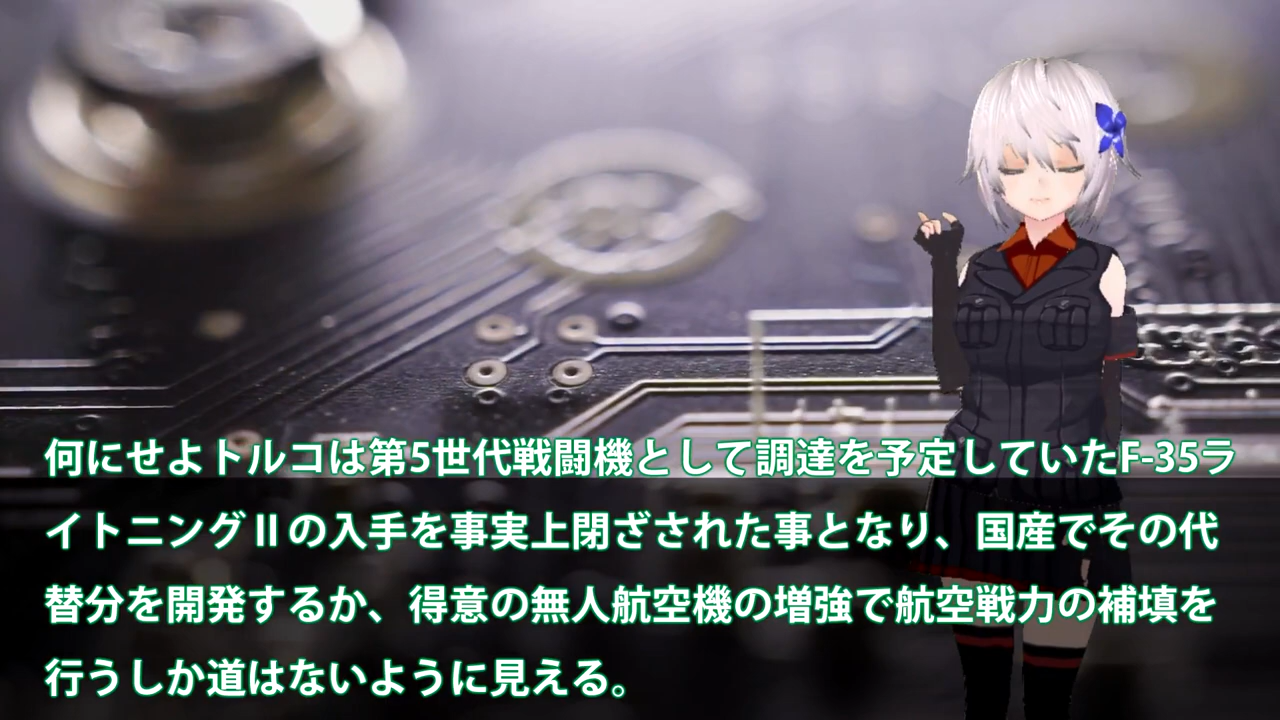 何にせよトルコは第5世代戦闘機として調達を予定していたF-35ラ
イトニングⅡの入手を事実上閉ざされた事となり、国産でその代
替分を開発するか、得意の無人航空機の増強で航空戦力の補填を
行うしか道はないように見える。